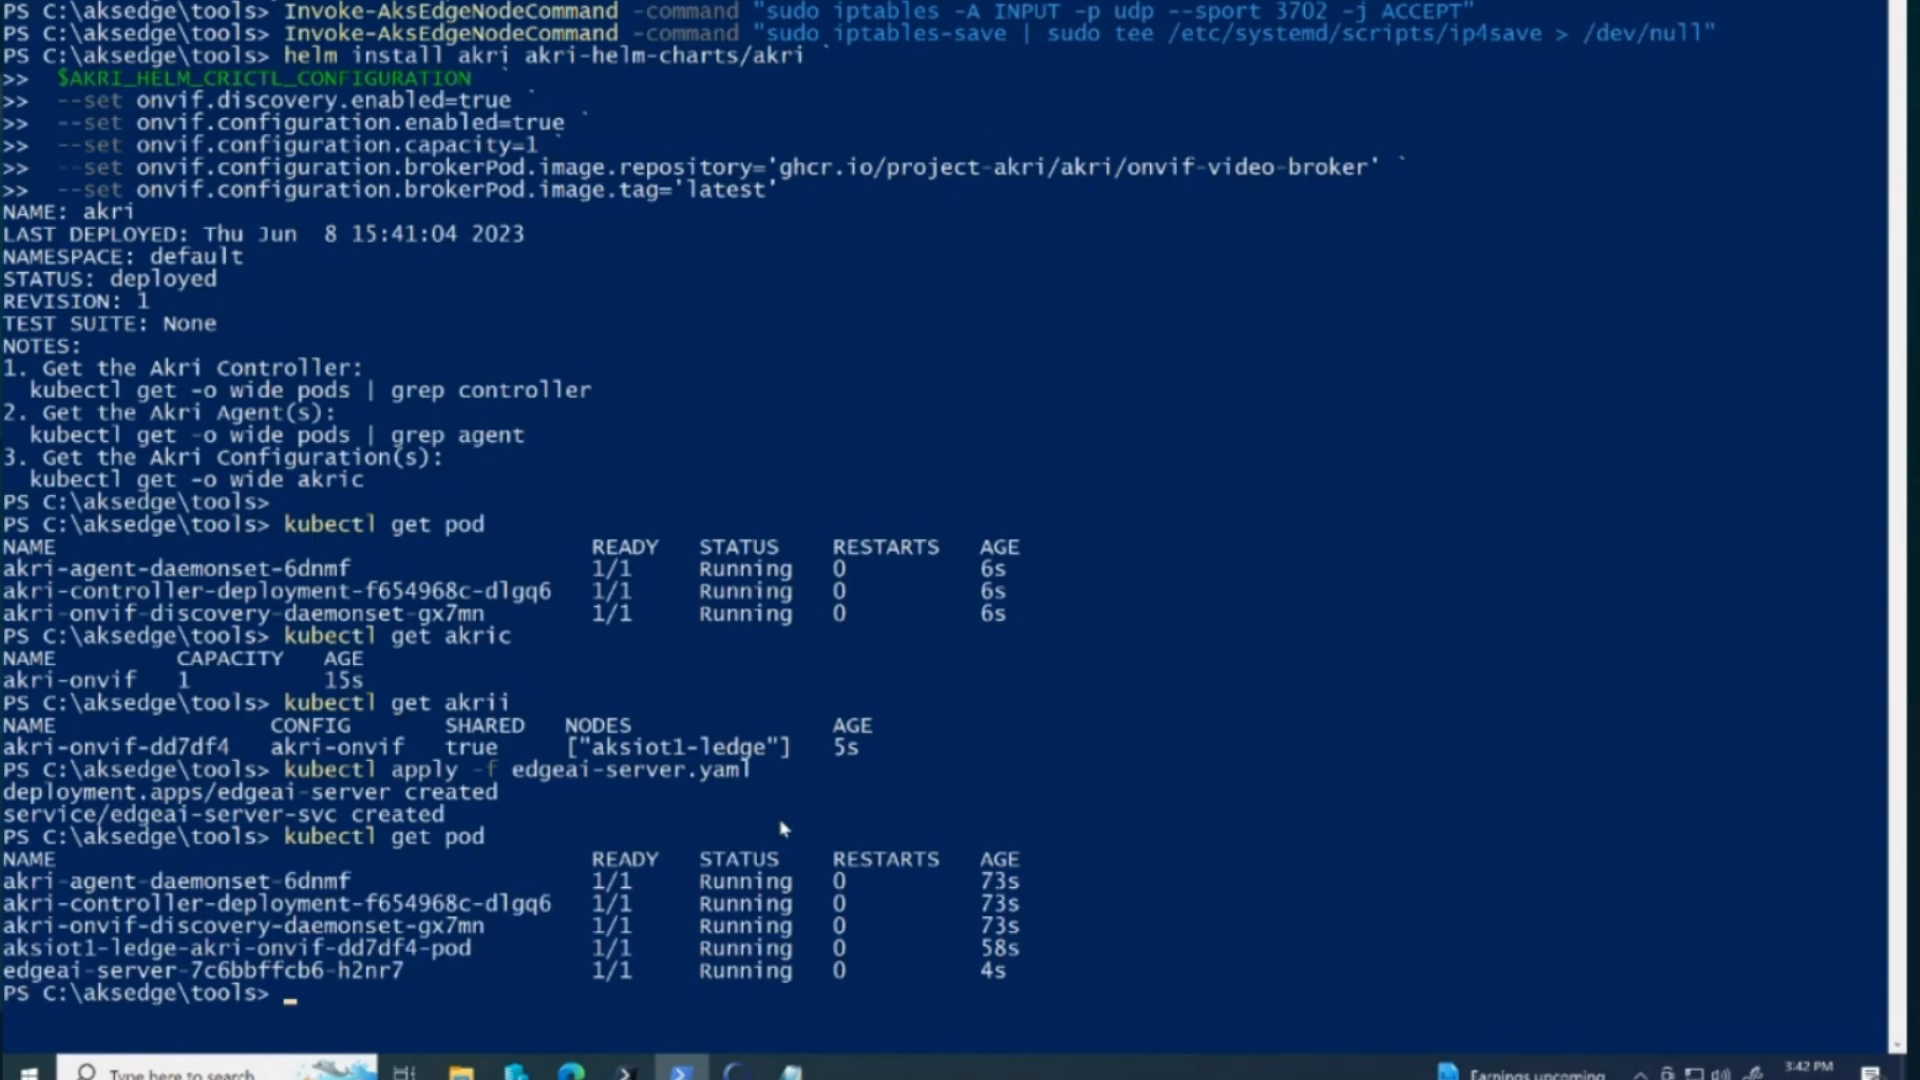 PS C:\aksedge\tools> Invoke-AksEdgeNodeCommand -command "sudo iptables -A INPUT -p udp --sport 3702 -j ACCEPT"
PS C:\aksedge\tools> Invoke-AksEdgeNodeCommand -command "sudo iptables-save | sudo tee /etc/systemd/scripts/ip4save > /dev/null"
PS C:\aksedge\tools> helm install akri akri-helm-charts/akri `
>>   $AKRI_HELM_CRICTL_CONFIGURATION  `
>>   --set onvif.discovery.enabled=true `
>>   --set onvif.configuration.enabled=true `
>>   --set onvif.configuration.capacity=1 `
>>   --set onvif.configuration.brokerPod.image.repository='ghcr.io/project-akri/akri/onvif-video-broker' `
>>   --set onvif.configuration.brokerPod.image.tag='latest'
NAME: akri
LAST DEPLOYED: Thu Jun  8 15:41:04 2023
NAMESPACE: default
STATUS: deployed
REVISION: 1
TEST SUITE: None
NOTES:
1. Get the Akri Controller:
  kubectl get -o wide pods | grep controller
2. Get the Akri Agent(s):
  kubectl get -o wide pods | grep agent
3. Get the Akri Configuration(s):
  kubectl get -o wide akric
PS C:\aksedge\tools>
PS C:\aksedge\tools> kubectl get pod
NAME READY STATUS RESTARTS AGE
akri-agent-daemonset-6dnmf 1/1 Running 0 6s
akri-controller-deployment-f654968c-dlgq6 1/1 Running 0 6s
akri-onvif-discovery-daemonset-gx7mn 1/1 Running 0 6s
PS C:\aksedge\tools> kubectl get akric
NAME CAPACITY AGE
akri-onvif 1 15s
PS C:\aksedge\tools> kubectl get akrii
NAME CONFIG SHARED NODES AGE
akri-onvif-dd7df4 akri-onvif true ["aksiot1-ledge"] 5s
PS C:\aksedge\tools> kubectl apply -f edgeai-server.yaml
deployment.apps/edgeai-server created
service/edgeai-server-svc created
PS C:\aksedge\tools> kubectl get pod
NAME READY STATUS RESTARTS AGE
akri-agent-daemonset-6dnmf 1/1 Running 0 73s
akri-controller-deployment-f654968c-dlgq6 1/1 Running 0 73s
akri-onvif-discovery-daemonset-gx7mn 1/1 Running 0 73s
aksiot1-ledge-akri-onvif-dd7df4-pod 1/1 Running 0 58s
edgeai-server-7c6bbffcb6-h2nr7 1/1 Running 0 4s
PS C:\aksedge\tools> _
Type here to search
Earnings upcoming
3:42 PM